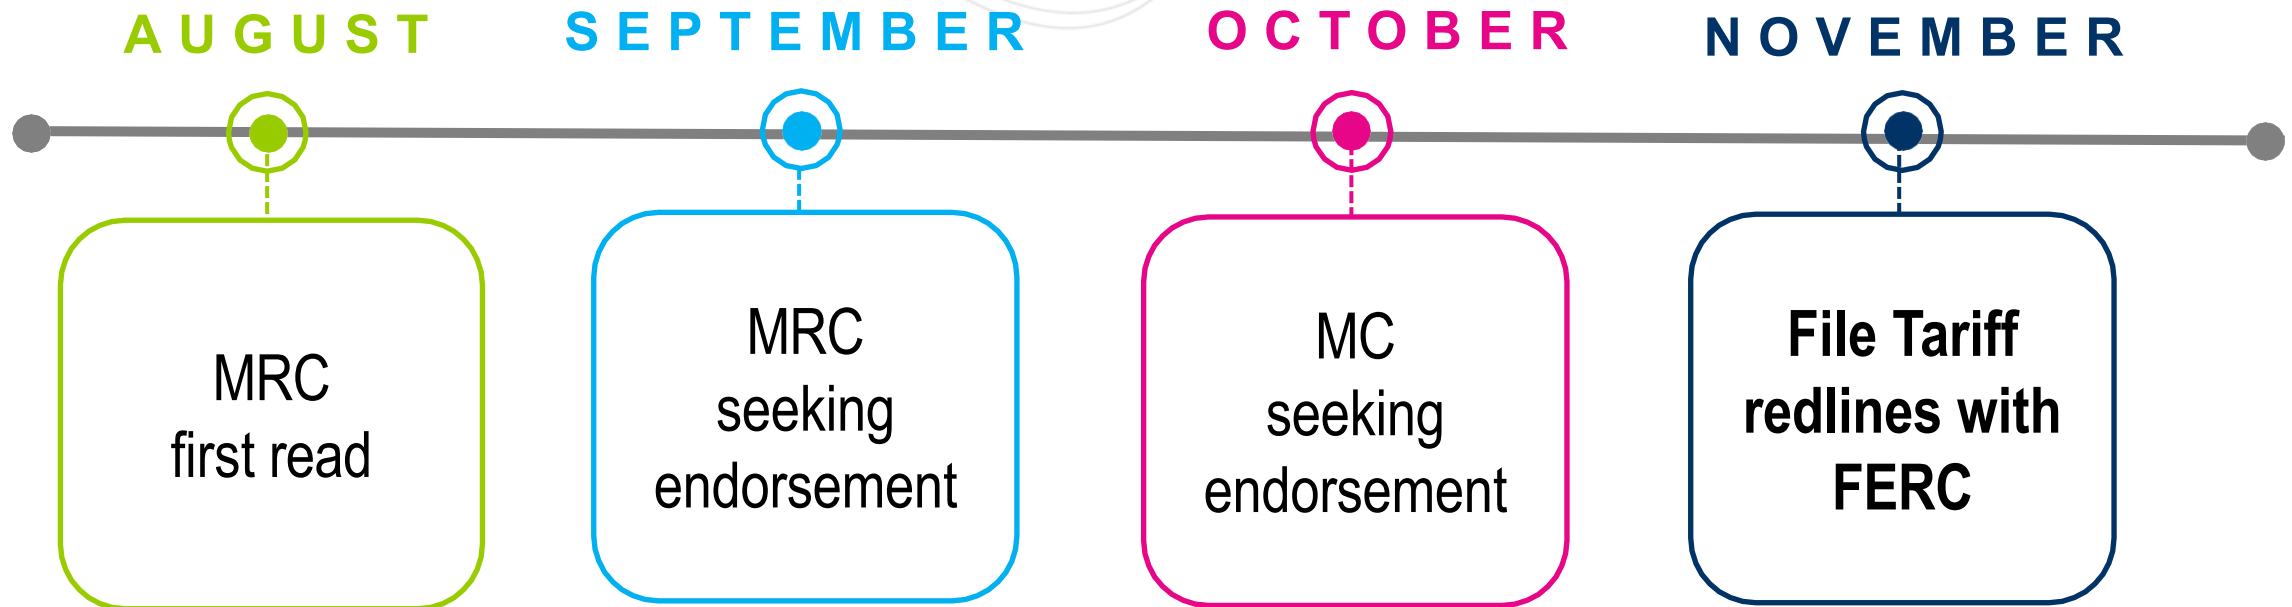 AUGUST
SEPTEMBER
OCTOBER
NOVEMBER
MRC
first read
MRC
seeking
endorsement
MC
seeking
endorsement
File Tariff
redlines with
FERC